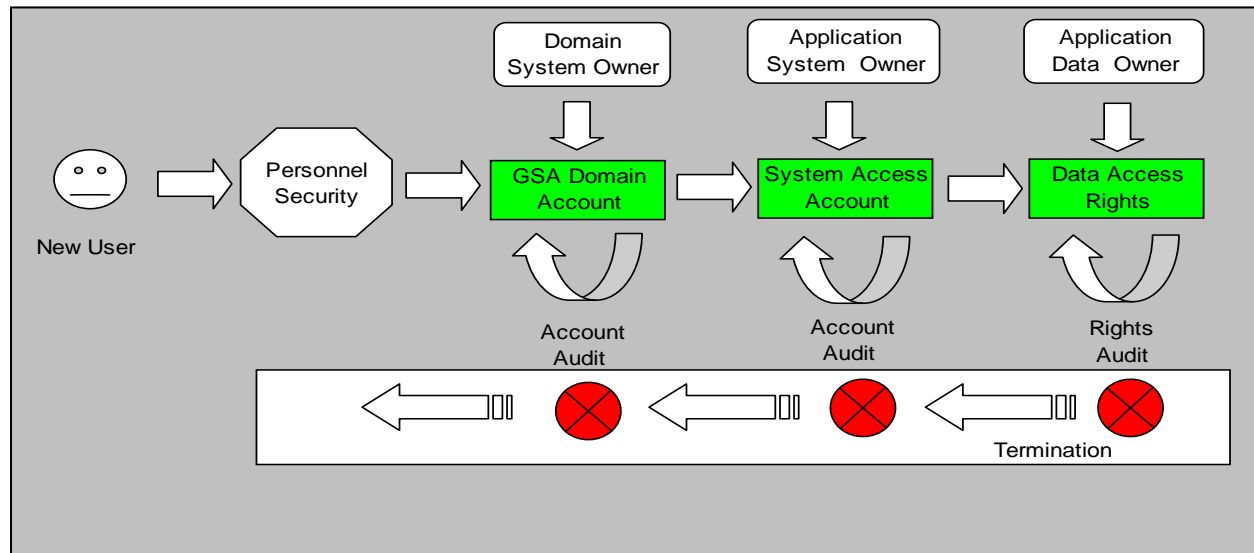 Domain
System Owner
Application
System Owner
Application
Data Owner
New User
Personnel
Security
GSA Domain
Account
System Access
Account
Data Access
Rights
Account
Audit
Account
Audit
Rights
Audit
Termination